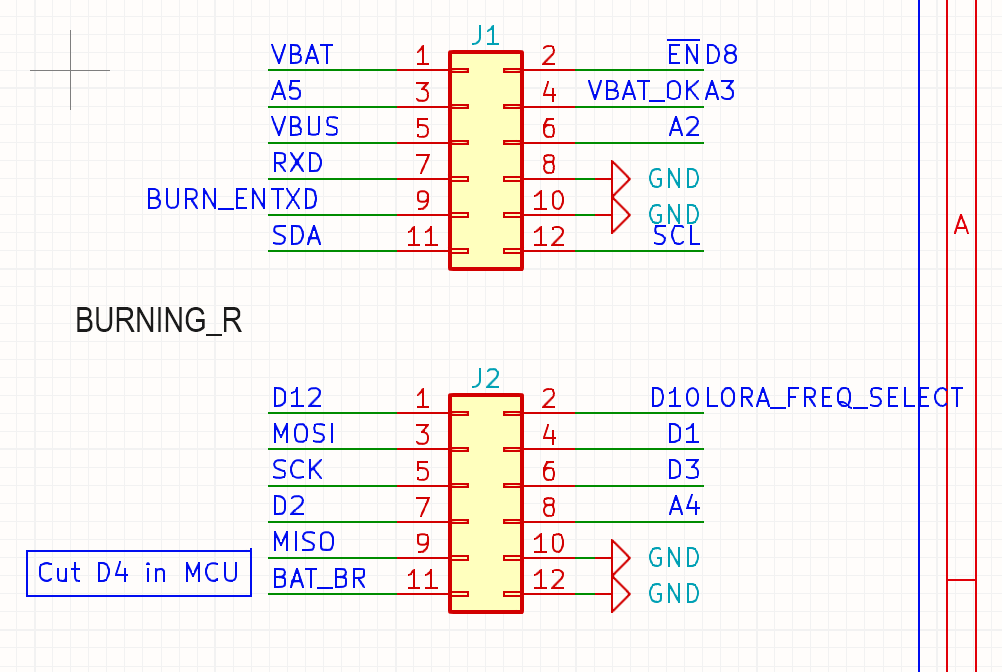 J1
VBAT 1 2 EN D8
A5 3 4 VBAT_OK A3
VBUS 5 6 A2
RXD 7 8 GND
BURN_EN TXD 9 10 GND
SDA 11 12 SCL
A
BURNING_R
J2
D12 1 2 D10 LORA_FREQ_SELECT
MOSI 3 4 D1
SCK 5 6 D3
D2 7 8 A4
MISO 9 10 GND
Cut D4 in MCU
BAT_BR 11 12 GND